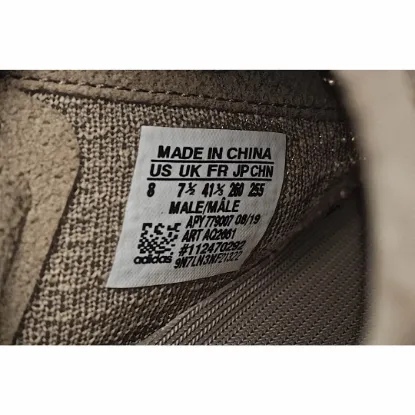 MADE IN CHINA
US UK FR JP CHN
8 7½ 41⅓ 260 255
MALE/MÂLE
APY 779007 08/19
ART AQ2661
#112470292
9N7LN3NF21322
adidas